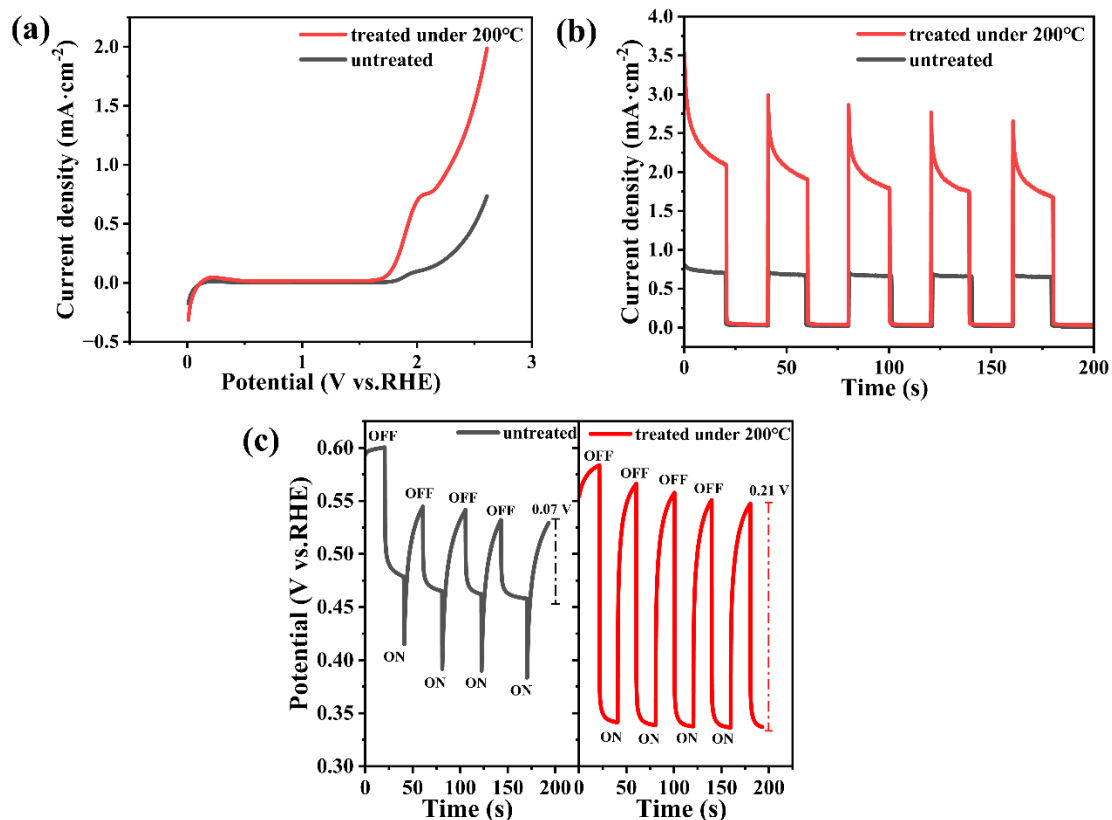 (a)
treated under 200℃
untreated
Current density (mA·cm⁻²)
2.0
1.5
1.0
0.5
0.0
−0.5
0
1
2
3
Potential (V vs.RHE)
(b)
treated under 200℃
untreated
Current density (mA·cm⁻²)
4.0
3.5
3.0
2.5
2.0
1.5
1.0
0.5
0.0
0
50
100
150
200
Time (s)
(c)
untreated
treated under 200℃
Potential (V vs.RHE)
0.60
0.55
0.50
0.45
0.40
0.35
0.30
OFF
OFF
OFF
OFF
0.07 V
ON
ON
ON
ON
OFF
OFF
OFF
OFF
0.21 V
ON
ON
ON
ON
0
50
100
150
200
0
50
100
150
200
Time (s)
Time (s)